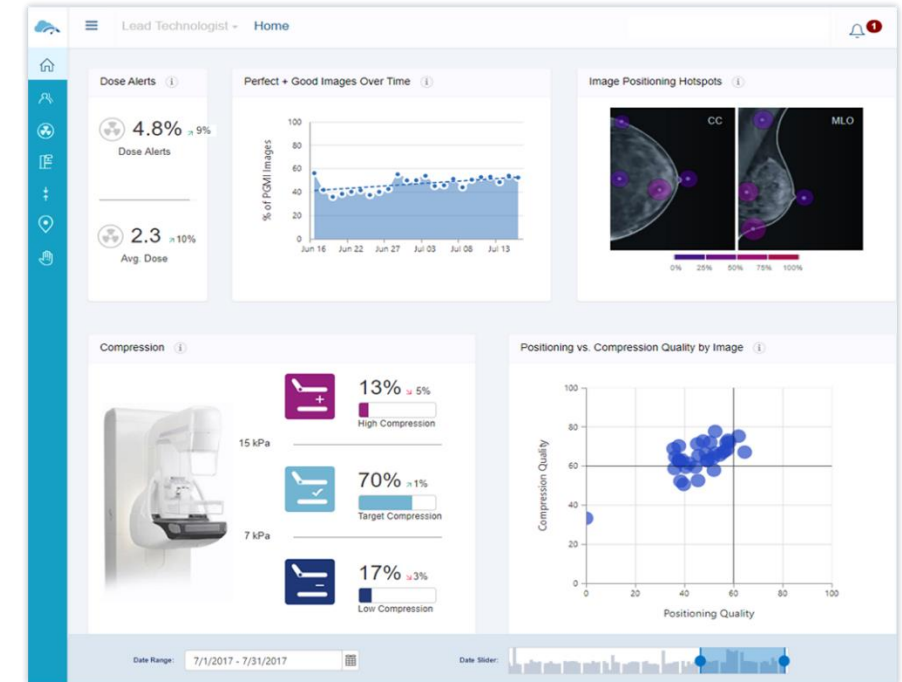 Lead Technologist Home
1
Dose Alerts i
4.8% 9%
Dose Alerts
2.3 10%
Avg. Dose
Perfect + Good Images Over Time i
% of PGMI Images
100
80
60
40
20
0
Jun 16 Jun 22 Jun 27 Jul 03 Jul 08 Jul 13
Image Positioning Hotspots i
CC MLO
0% 25% 50% 75% 100%
Compression i
15 kPa
7 kPa
13% 5%
High Compression
70% 1%
Target Compression
17% 3%
Low Compression
Positioning vs. Compression Quality by Image i
Compression Quality
100
80
60
40
20
0
0 20 40 60 80 100
Positioning Quality
Date Range: 7/1/2017 - 7/31/2017 Date Slider: